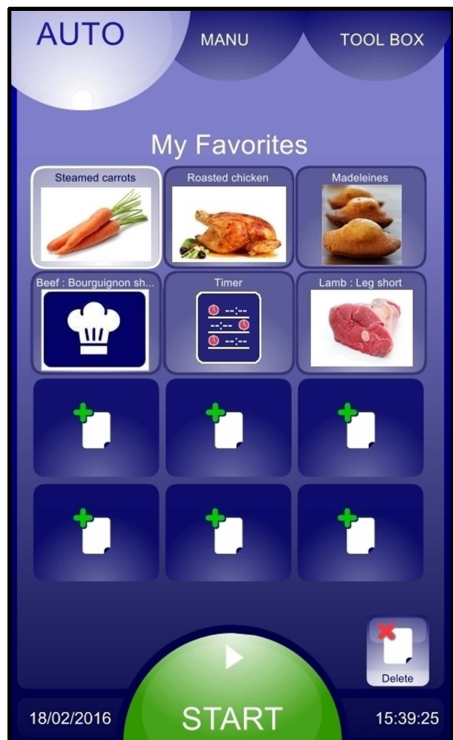 AUTO MANU TOOL BOX
My Favorites
Steamed carrots Roasted chicken Madeleines
Beef : Bourguignon sh... Timer Lamb : Leg short
--:--
--:--
--:--
Delete
18/02/2016 START 15:39:25